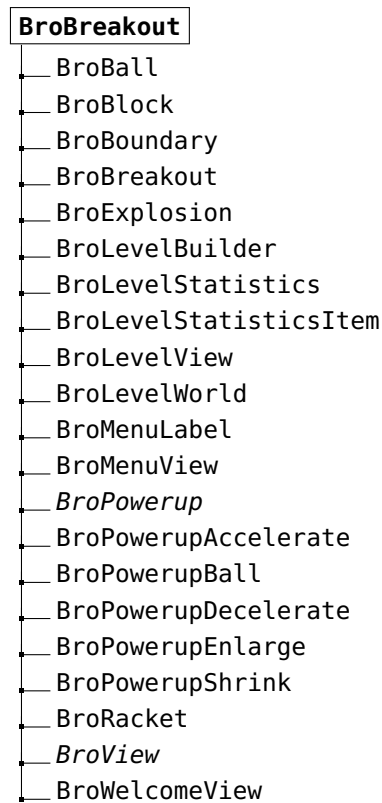 BroBreakout
BroBall
BroBlock
BroBoundary
BroBreakout
BroExplosion
BroLevelBuilder
BroLevelStatistics
BroLevelStatisticsItem
BroLevelView
BroLevelWorld
BroMenuLabel
BroMenuView
BroPowerup
BroPowerupAccelerate
BroPowerupBall
BroPowerupDecelerate
BroPowerupEnlarge
BroPowerupShrink
BroRacket
BroView
BroWelcomeView